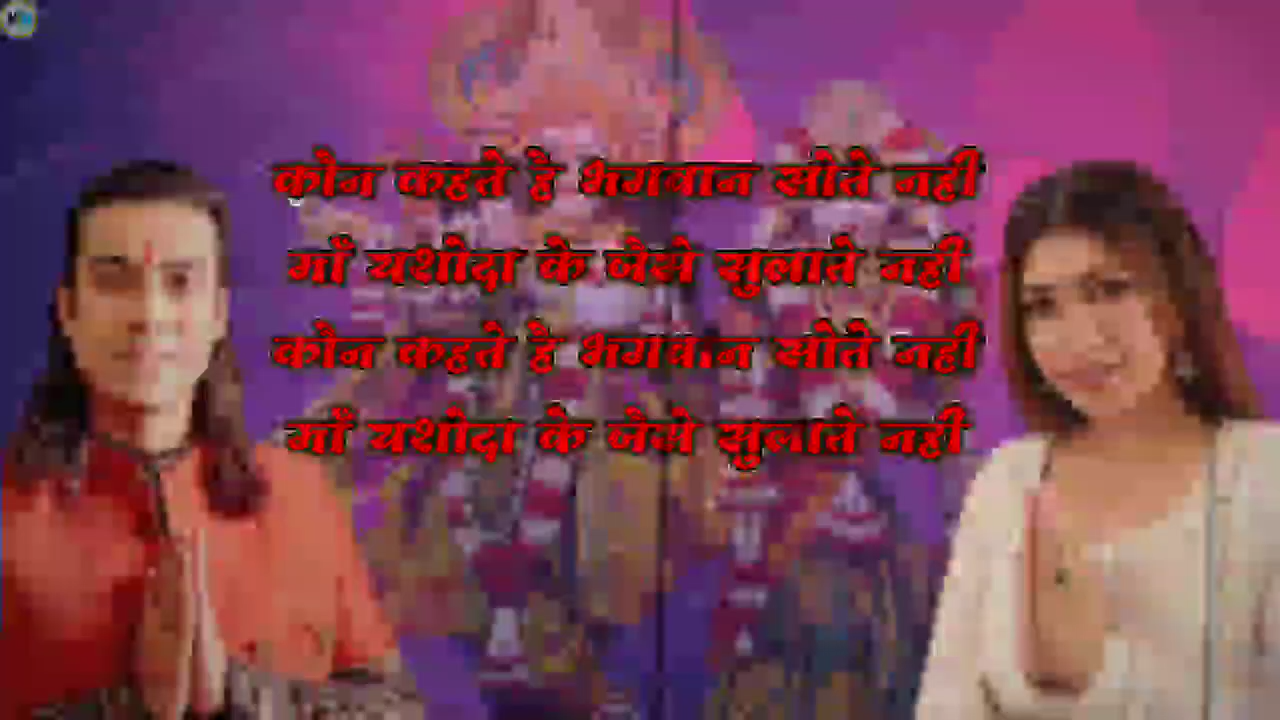 कौन कहते है भगवान सोते नही
माँ यशोदा के जैसे सुलाते नही
कौन कहते है भगवान सोते नही
माँ यशोदा के जैसे सुलाते नही